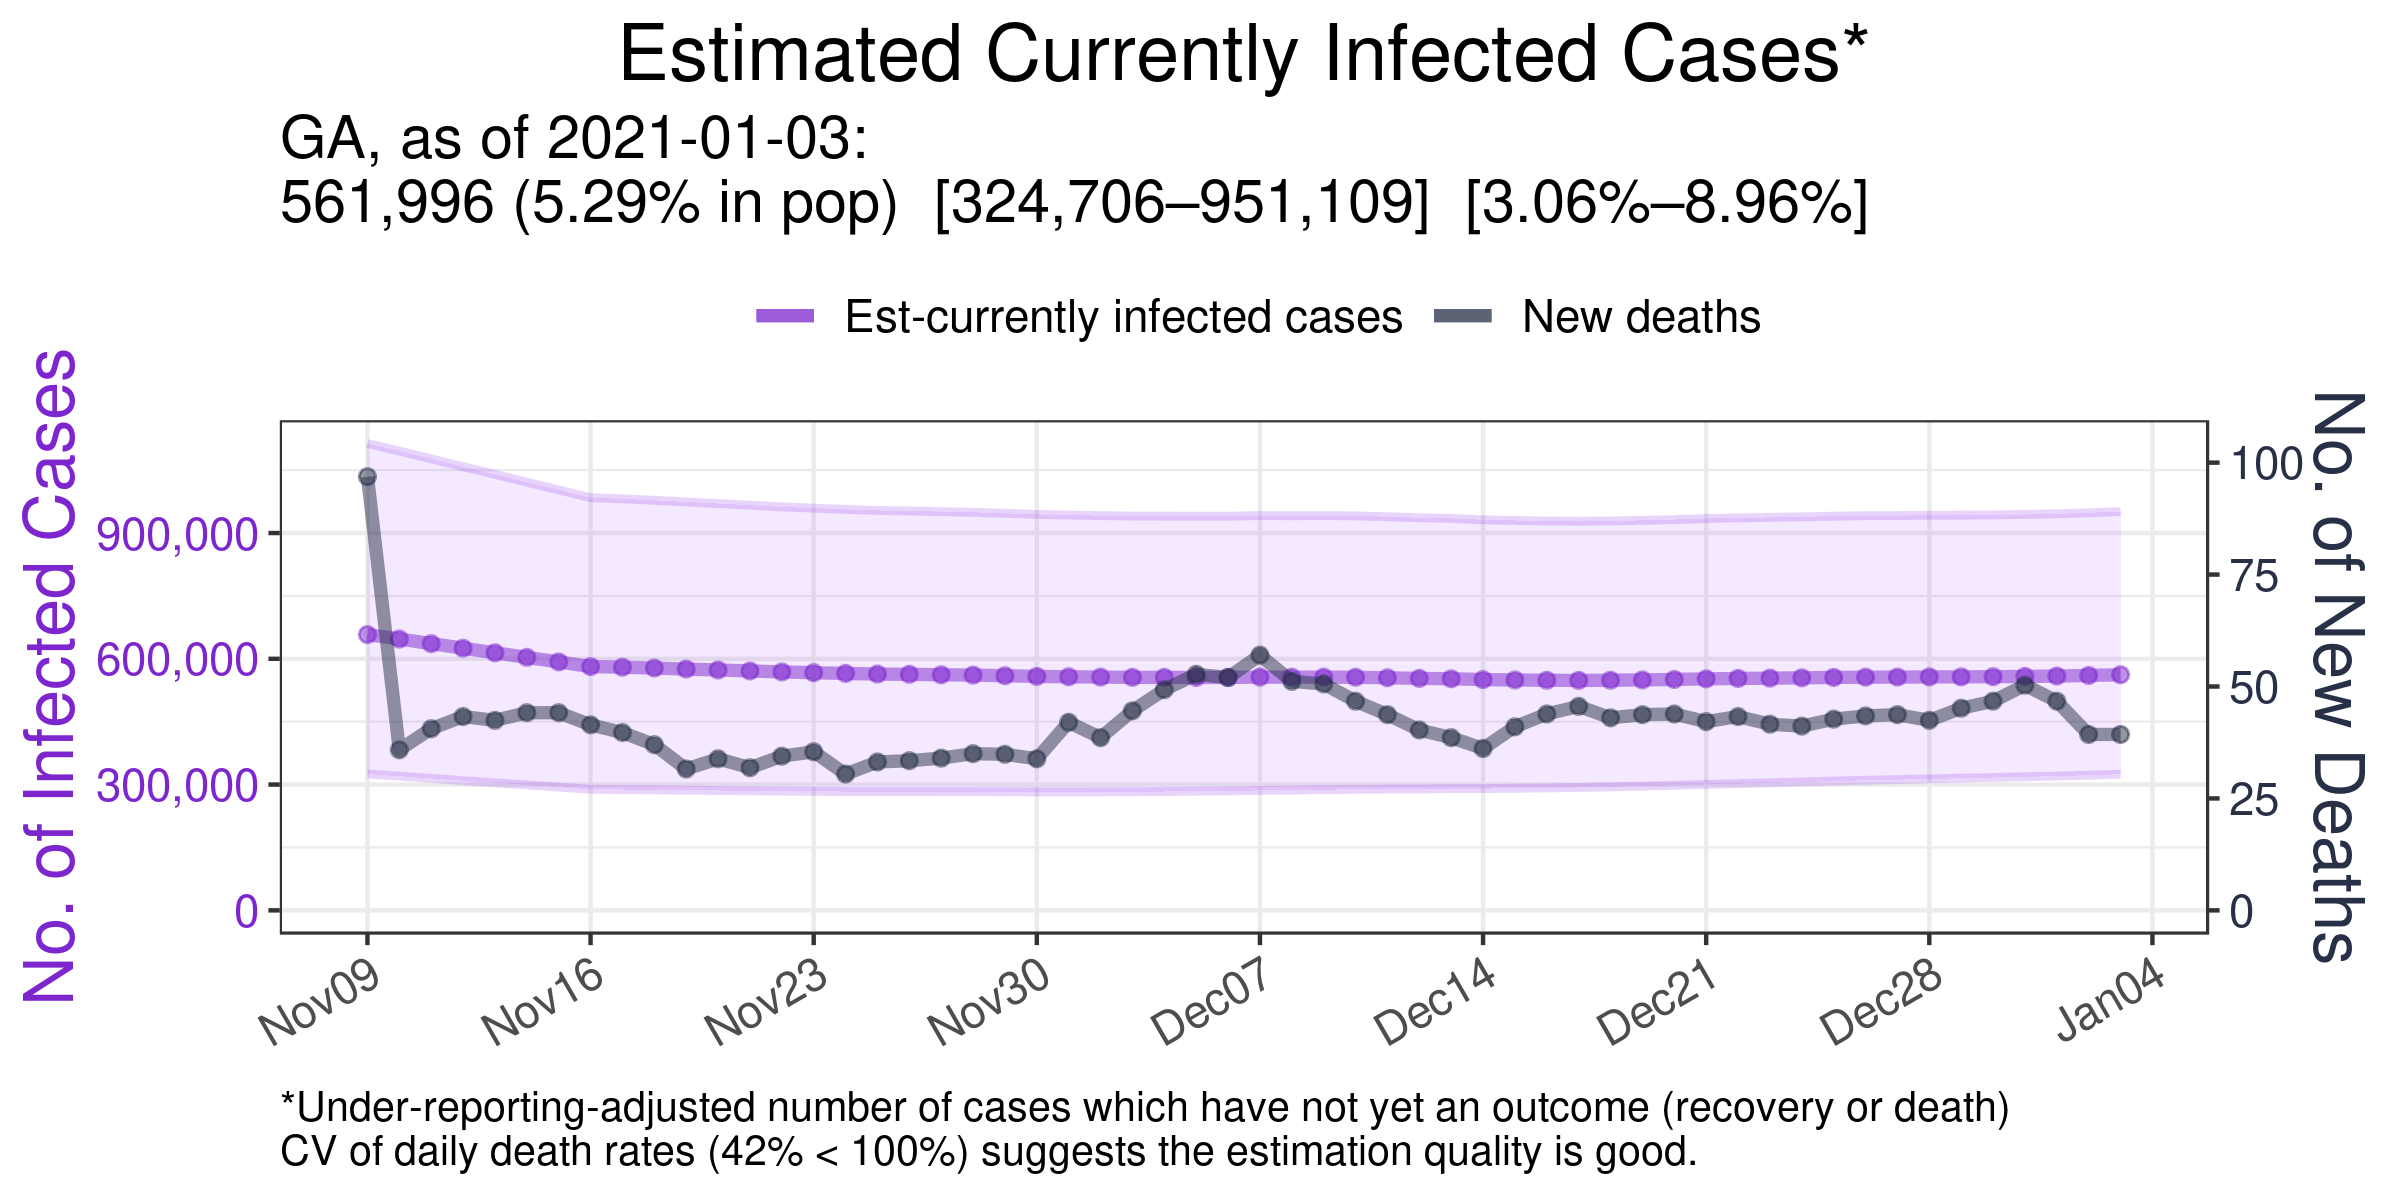 Estimated Currently Infected Cases*
GA, as of 2021-01-03:
561,996 (5.29% in pop)  [324,706–951,109]  [3.06%–8.96%]
Est-currently infected cases
New deaths
No. of Infected Cases
900,000
600,000
300,000
0
100
75
50
25
0
No. of New Deaths
Nov09
Nov16
Nov23
Nov30
Dec07
Dec14
Dec21
Dec28
Jan04
*Under-reporting-adjusted number of cases which have not yet an outcome (recovery or death)
CV of daily death rates (42% < 100%) suggests the estimation quality is good.